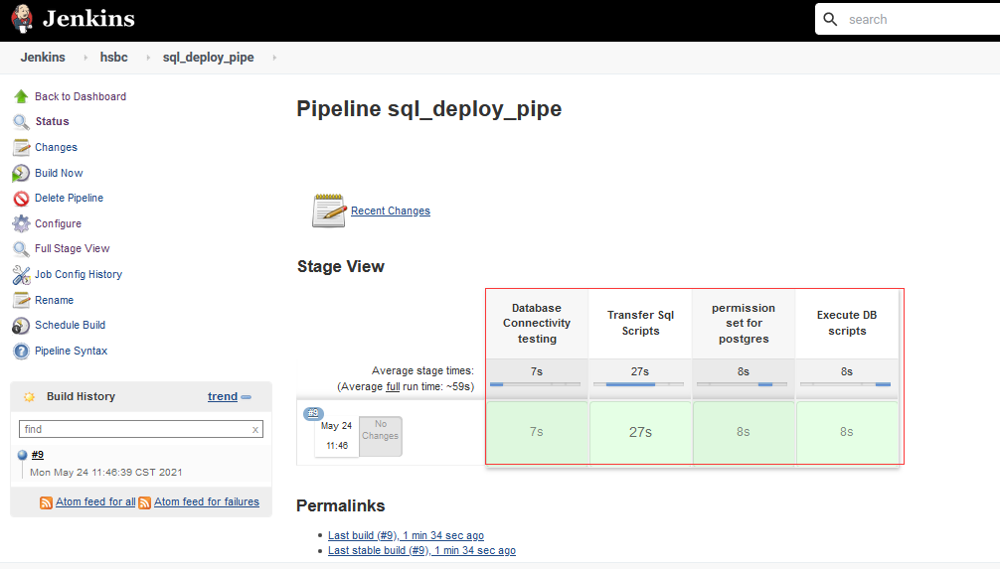 Jenkins
search
Jenkins
hsbc
sql_deploy_pipe
Back to Dashboard
Status
Changes
Build Now
Delete Pipeline
Configure
Full Stage View
Job Config History
Rename
Schedule Build
Pipeline Syntax
Build History
trend
find
x
#9
Mon May 24 11:46:39 CST 2021
Atom feed for all
Atom feed for failures
Pipeline sql_deploy_pipe
Recent Changes
Stage View
Database
Connectivity
testing
Transfer Sql
Scripts
permission
set for
postgres
Execute DB
scripts
Average stage times:
(Average full run time: ~59s)
7s
27s
8s
8s
#9
May 24
11:46
No
Changes
7s
27s
8s
8s
Permalinks
Last build (#9), 1 min 34 sec ago
Last stable build (#9), 1 min 34 sec ago